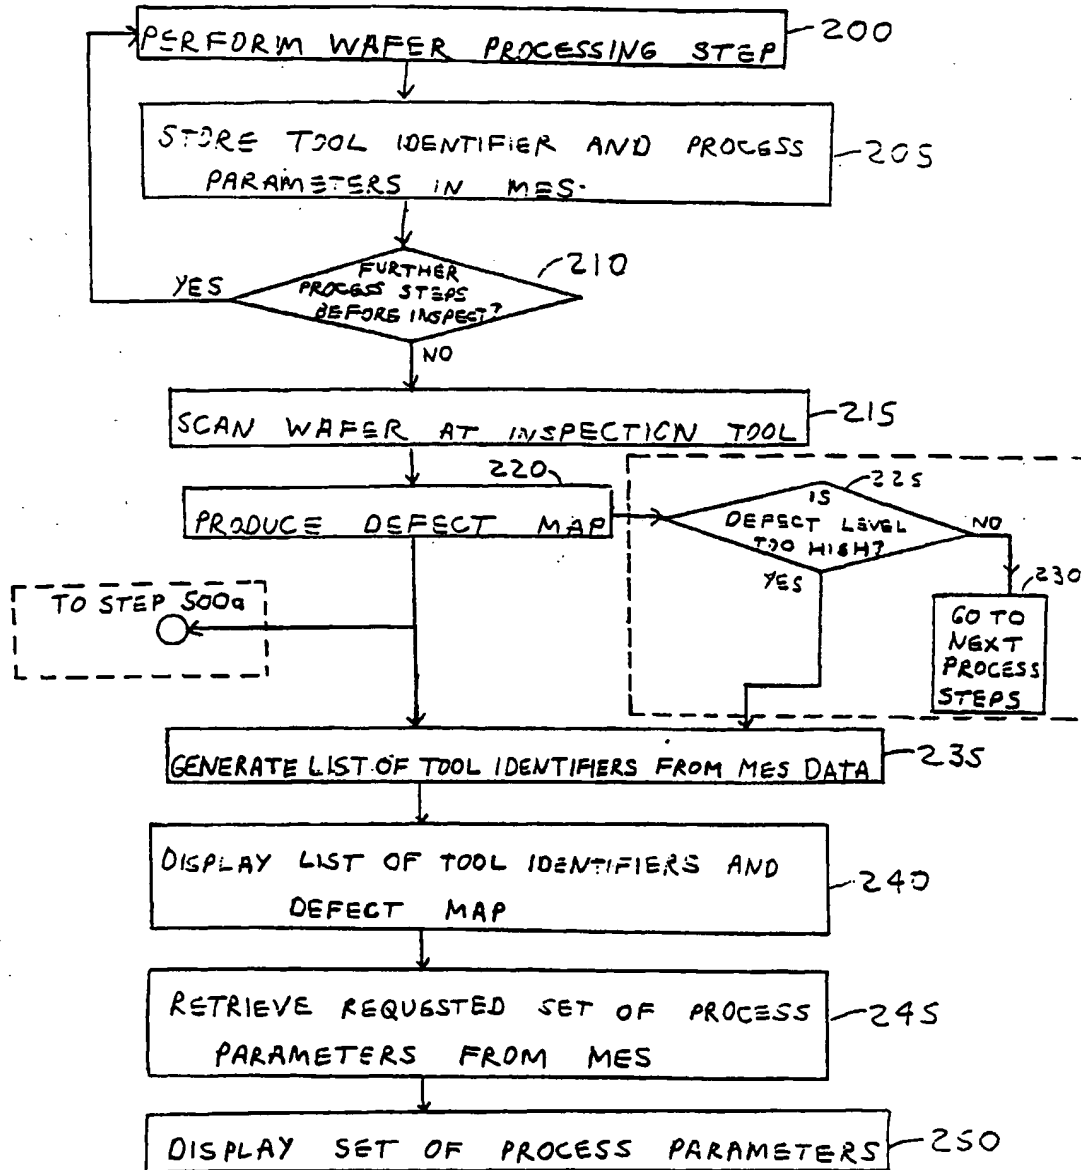 PERFORM WAFER PROCESSING STEP
200
STORE TOOL IDENTIFIER AND PROCESS
PARAMETERS IN MES.
205
FURTHER
PROCESS STEPS
BEFORE INSPECT?
210
YES
NO
SCAN WAFER AT INSPECTION TOOL
215
PRODUCE DEFECT MAP
220
IS
DEFECT LEVEL
TOO HIGH?
225
NO
YES
230
GO TO
NEXT
PROCESS
STEPS
TO STEP 500a
GENERATE LIST OF TOOL IDENTIFIERS FROM MES DATA
235
DISPLAY LIST OF TOOL IDENTIFIERS AND
DEFECT MAP
240
RETRIEVE REQUESTED SET OF PROCESS
PARAMETERS FROM MES
245
DISPLAY SET OF PROCESS PARAMETERS
250